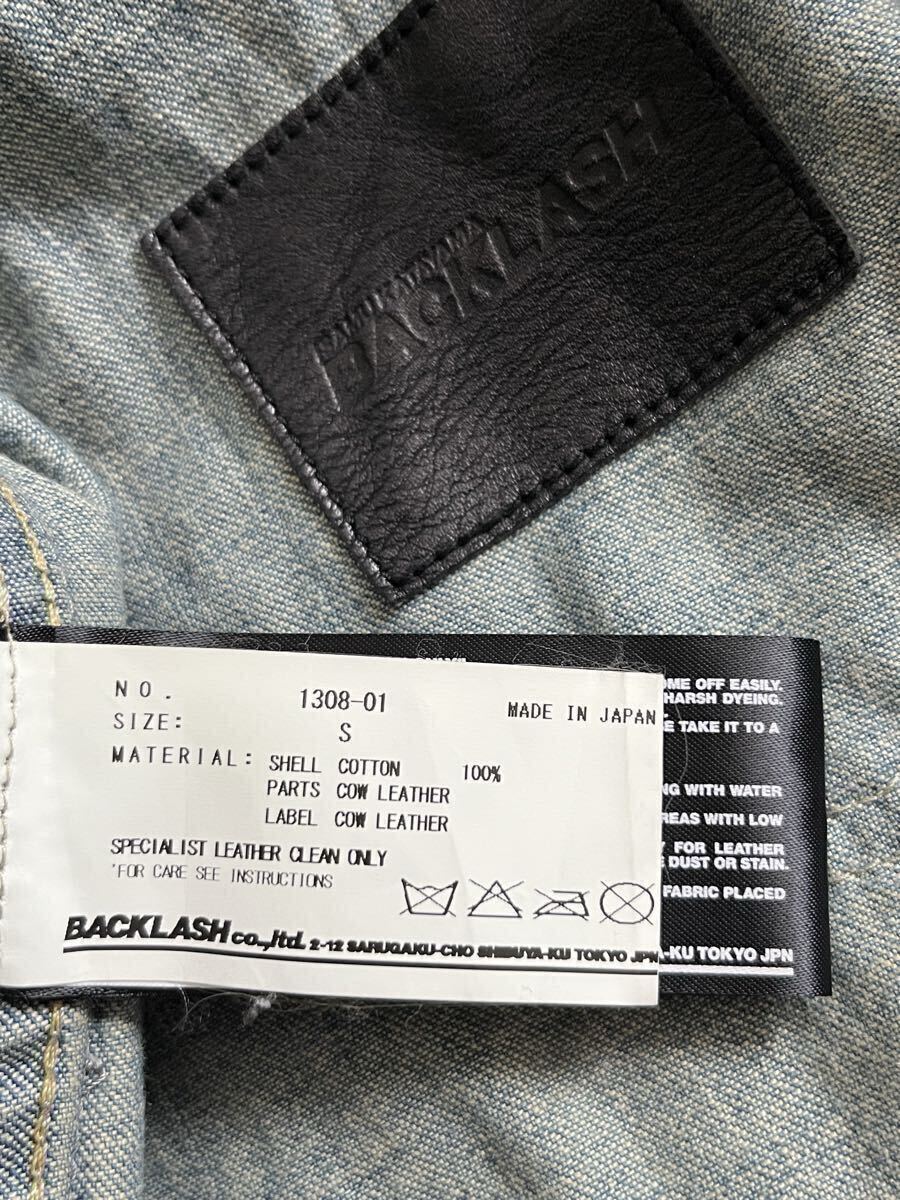 ISAMU KATAYAMA
BACKLASH
NO. 1308-01 MADE IN JAPAN
SIZE: S
MATERIAL: SHELL COTTON 100%
PARTS COW LEATHER
LABEL COW LEATHER
SPECIALIST LEATHER CLEAN ONLY
*FOR CARE SEE INSTRUCTIONS
BACKLASH co.,ltd. 2-12 SARUGAKU-CHO SHIBUYA-KU TOKYO JPN
OME OFF EASILY.
HARSH DYEING.
E TAKE IT TO A
NG WITH WATER
REAS WITH LOW
Y FOR LEATHER
E DUST OR STAIN.
FABRIC PLACED
A-KU TOKYO JPN